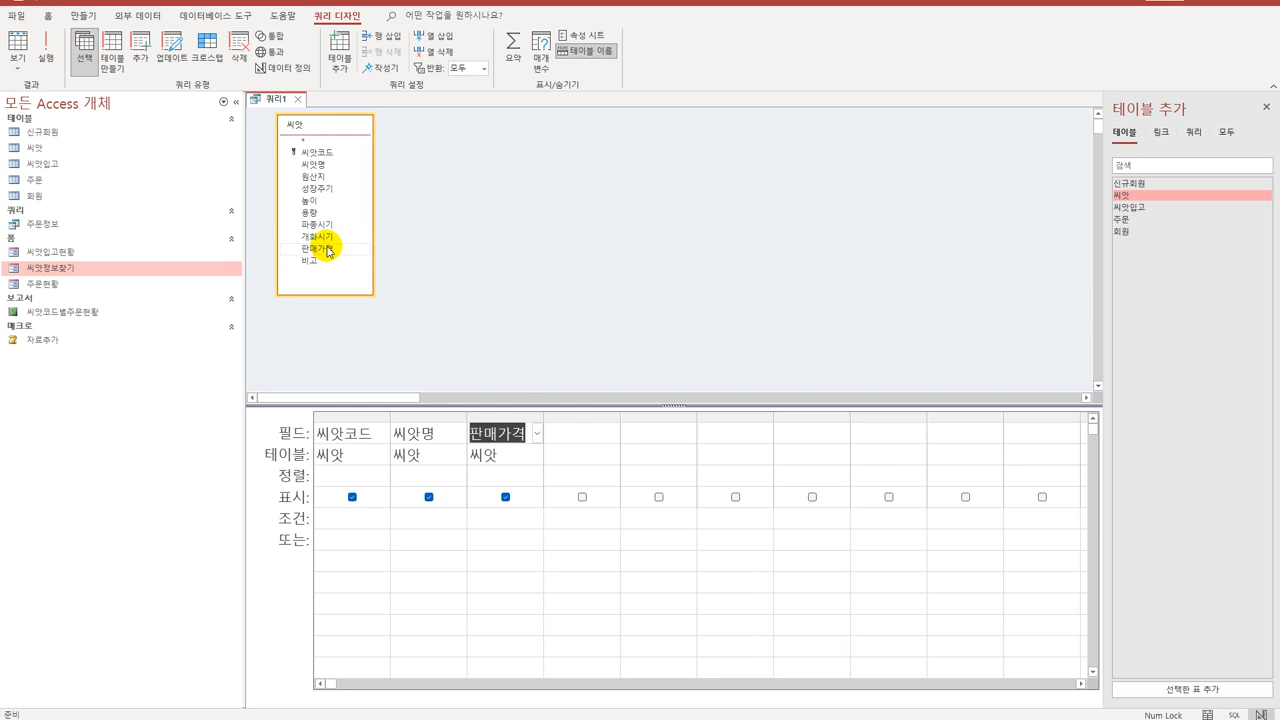 파일 홈 만들기 외부 데이터 데이터베이스 도구 도움말 쿼리 디자인 어떤 작업을 원하시나요?
보기
실행
결과
선택
테이블
만들기
추가
업데이트
크로스탭
삭제
통합
통과
데이터 정의
쿼리 유형
테이블
추가
행 삽입
행 삭제
작성기
열 삽입
열 삭제
반환: 모두
쿼리 설정
요약
매개
변수
속성 시트
테이블 이름
표시/숨기기
모든 Access 개체
테이블
신규회원
씨앗
씨앗입고
주문
회원
쿼리
주문정보
폼
씨앗입고현황
씨앗정보찾기
주문현황
보고서
씨앗코드별주문현황
매크로
자료추가
쿼리1
씨앗
*
씨앗코드
씨앗명
원산지
성장주기
높이
용량
파종시기
개화시기
판매가격
비고
필드: 씨앗코드 씨앗명 판매가격
테이블: 씨앗 씨앗 씨앗
정렬:
표시:
조건:
또는:
테이블 추가
테이블 링크 쿼리 모두
검색
신규회원
씨앗
씨앗입고
주문
회원
선택한 표 추가
준비
Num Lock
SQL